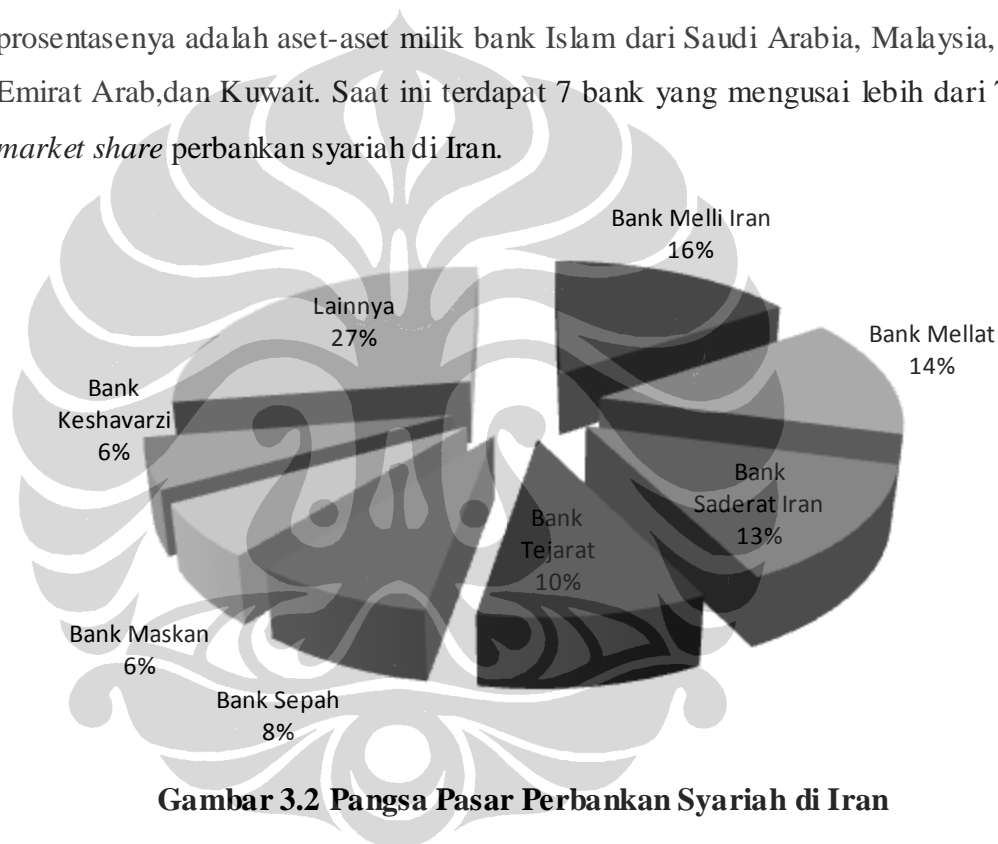 prosentasenya adalah aset-aset milik bank Islam dari Saudi Arabia, Malaysia,
Emirat Arab,dan Kuwait. Saat ini terdapat 7 bank yang mengusai lebih dari
market share perbankan syariah di Iran.
Bank Melli Iran
16%
Lainnya
27%
Bank Mellat
14%
Bank
Keshavarzi
6%
Bank
Saderat Iran
13%
Bank
Tejarat
10%
Bank Maskan
6%
Bank Sepah
8%
Gambar 3.2 Pangsa Pasar Perbankan Syariah di Iran